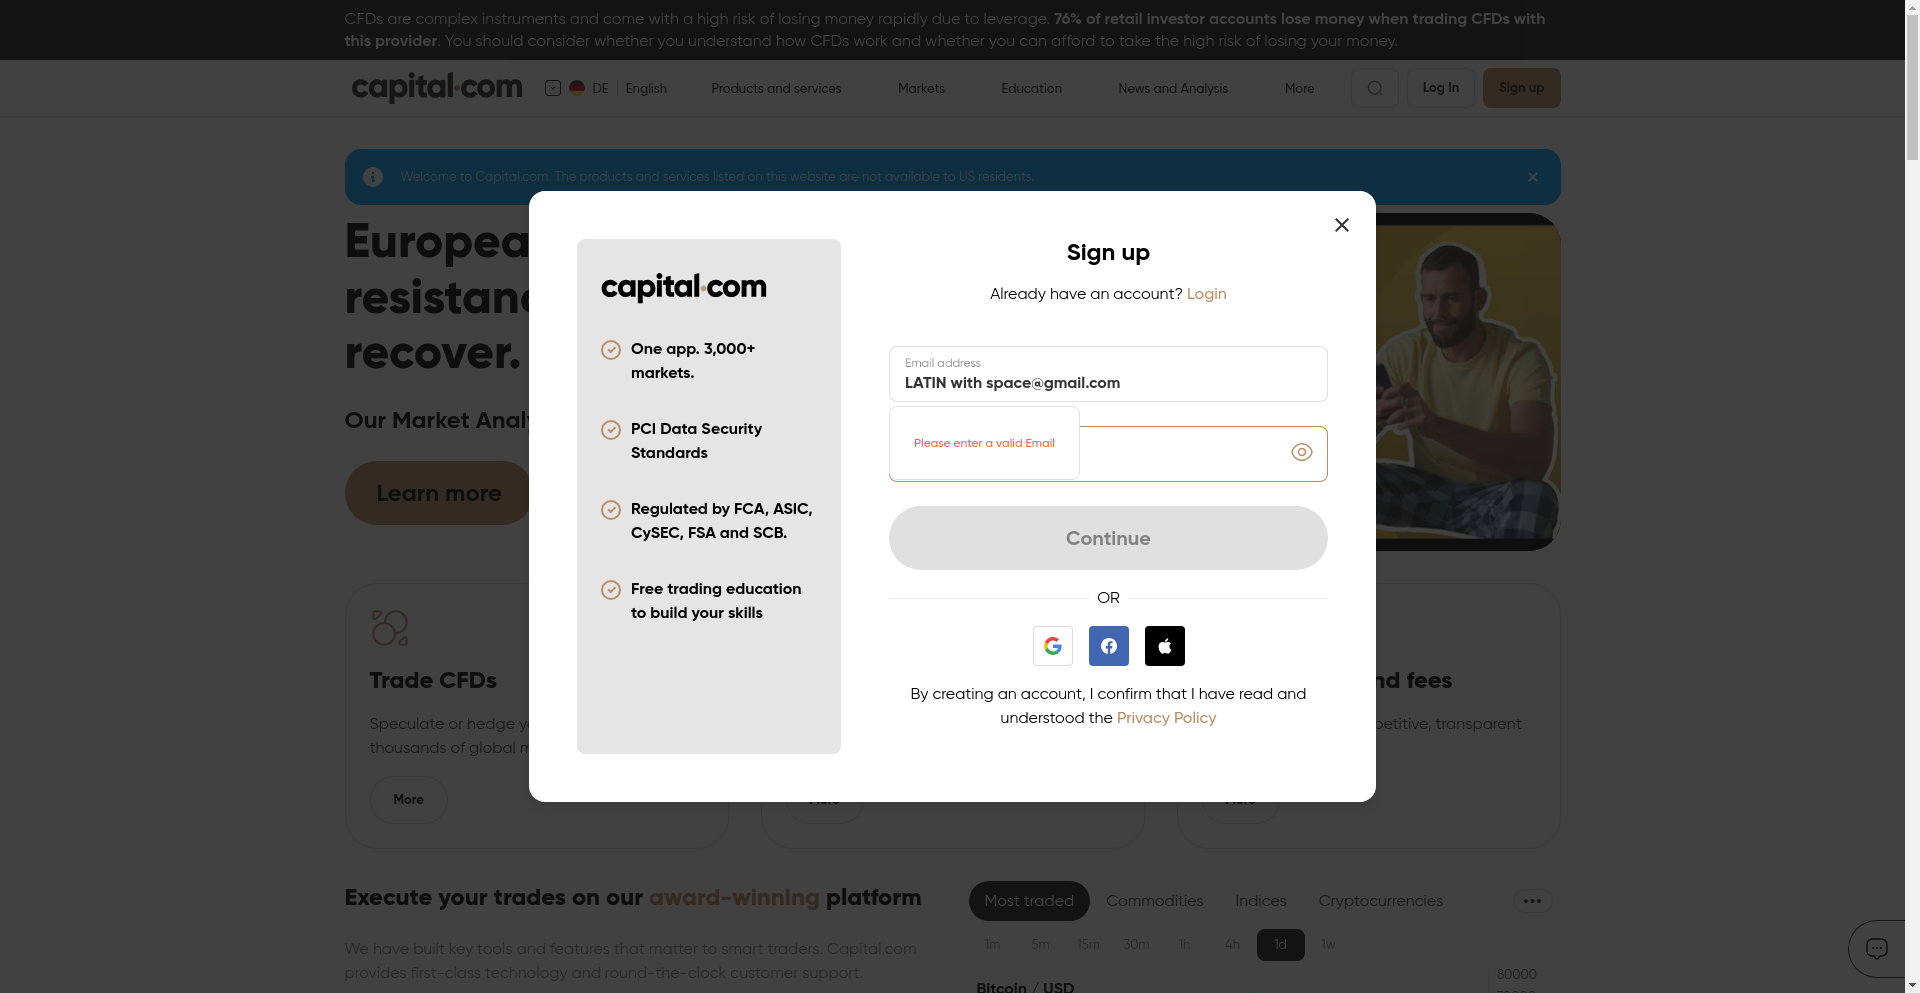 CFDs are complex instruments and come with a high risk of losing money rapidly due to leverage. 76% of retail investor accounts lose money when trading CFDs with
this provider. You should consider whether you understand how CFDs work and whether you can afford to take the high risk of losing your money.
capital.com
DE
English
Products and services
Markets
Education
News and Analysis
More
Log In
Sign up
Welcome to Capital.com. The products and services listed on this website are not available to US residents.
Europea
resistanc
recover.
Our Market Analy
Learn more
capital.com
One app. 3,000+
markets.
PCI Data Security
Standards
Regulated by FCA, ASIC,
CySEC, FSA and SCB.
Free trading education
to build your skills
Sign up
Already have an account? Login
Email address
LATIN with space@gmail.com
Please enter a valid Email
Continue
OR
By creating an account, I confirm that I have read and
understood the Privacy Policy
Trade CFDs
Speculate or hedge y
thousands of global m
More
nd fees
petitive, transparent
Execute your trades on our award-winning platform
We have built key tools and features that matter to smart traders. Capital.com
provides first-class technology and round-the-clock customer support.
Most traded
Commodities
Indices
Cryptocurrencies
1m
5m
15m
30m
1h
4h
1d
1w
Bitcoin / USD
80000